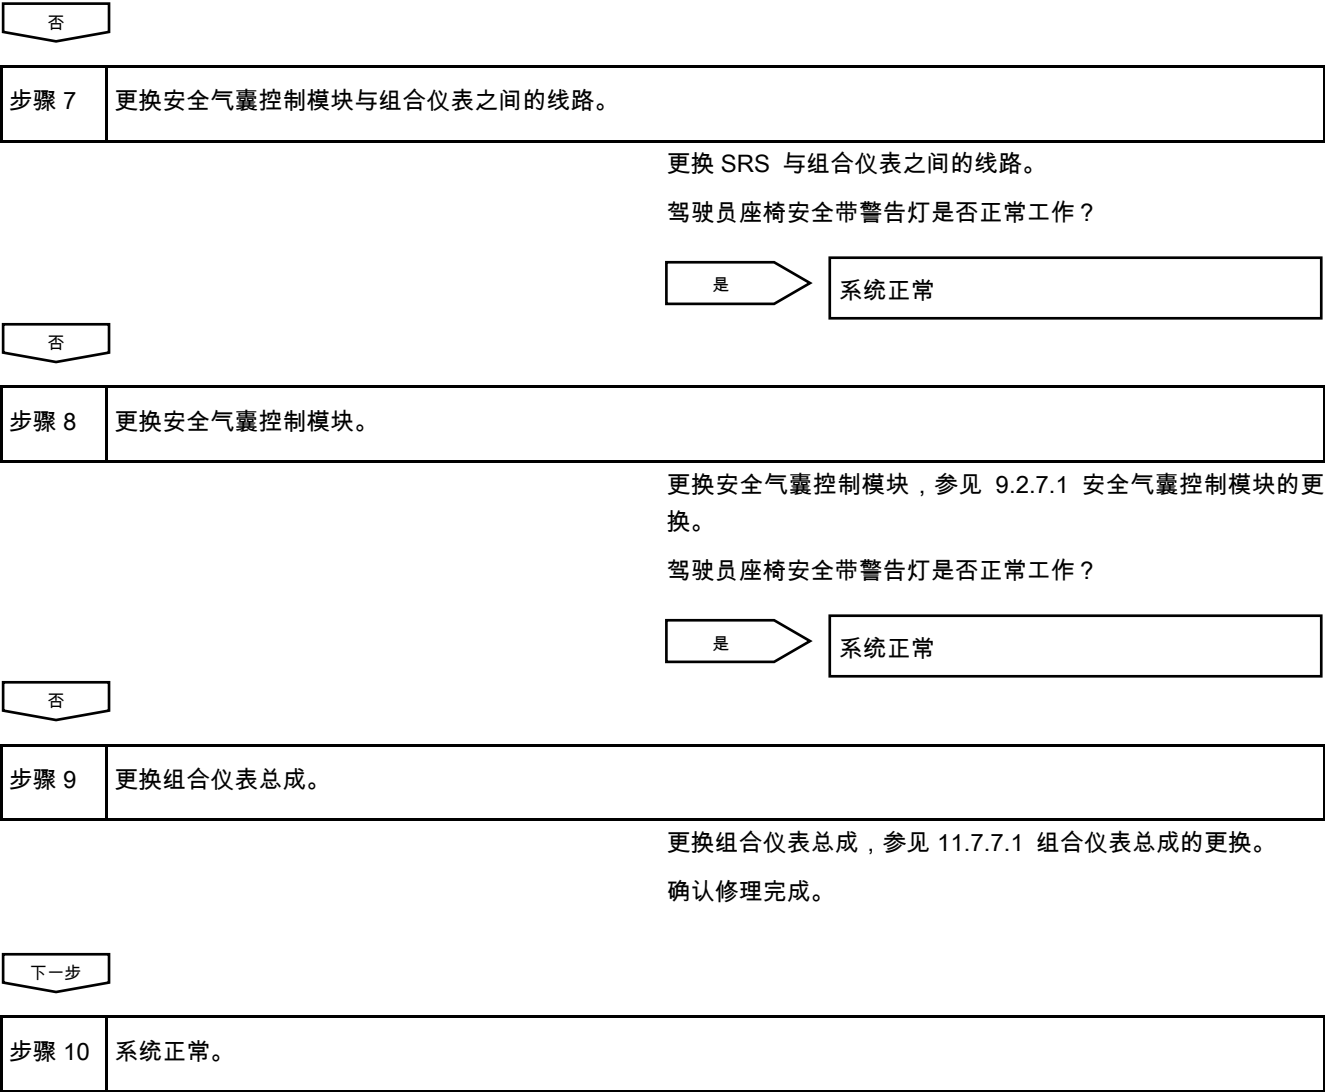 否
步骤 7 更换安全气囊控制模块与组合仪表之间的线路。
更换 SRS 与组合仪表之间的线路。
驾驶员座椅安全带警告灯是否正常工作？
是 系统正常
否
步骤 8 更换安全气囊控制模块。
更换安全气囊控制模块，参见 9.2.7.1 安全气囊控制模块的更
换。
驾驶员座椅安全带警告灯是否正常工作？
是 系统正常
否
步骤 9 更换组合仪表总成。
更换组合仪表总成，参见 11.7.7.1 组合仪表总成的更换。
确认修理完成。
下一步
步骤 10 系统正常。